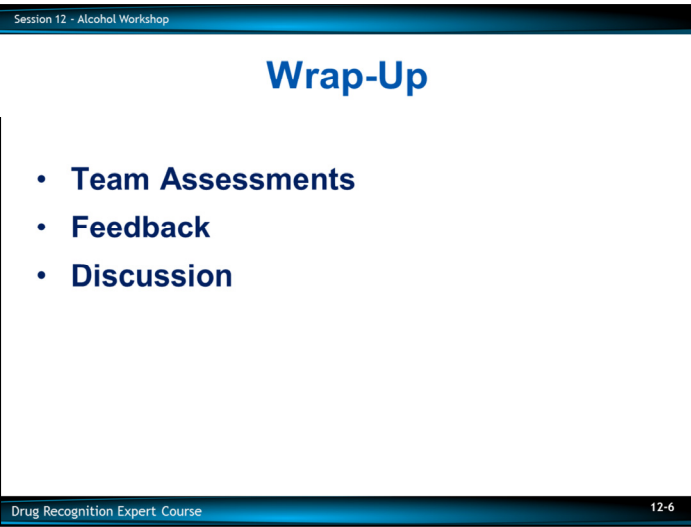 Session 12 - Alcohol Workshop
Wrap-Up
• Team Assessments
• Feedback
• Discussion
Drug Recognition Expert Course
12-6